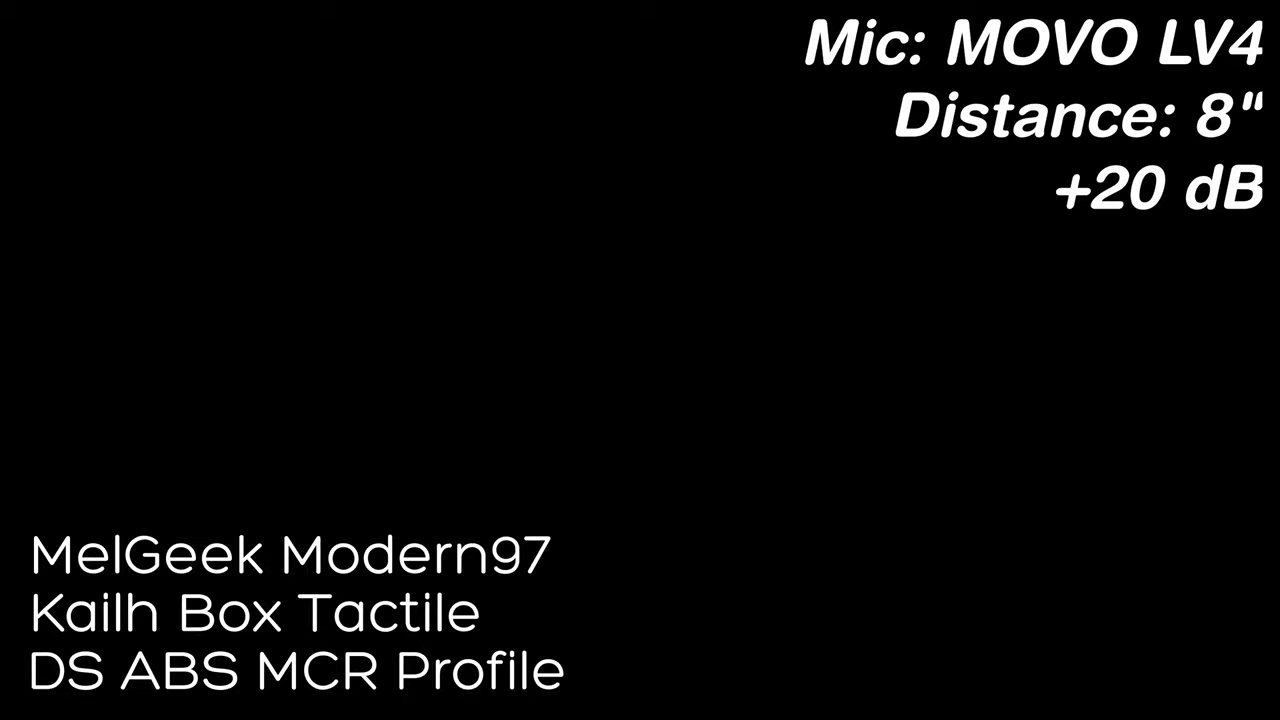 Mic: MOVO LV4
Distance: 8"
+20 dB
MelGeek Modern97
Kailh Box Tactile
DS ABS MCR Profile